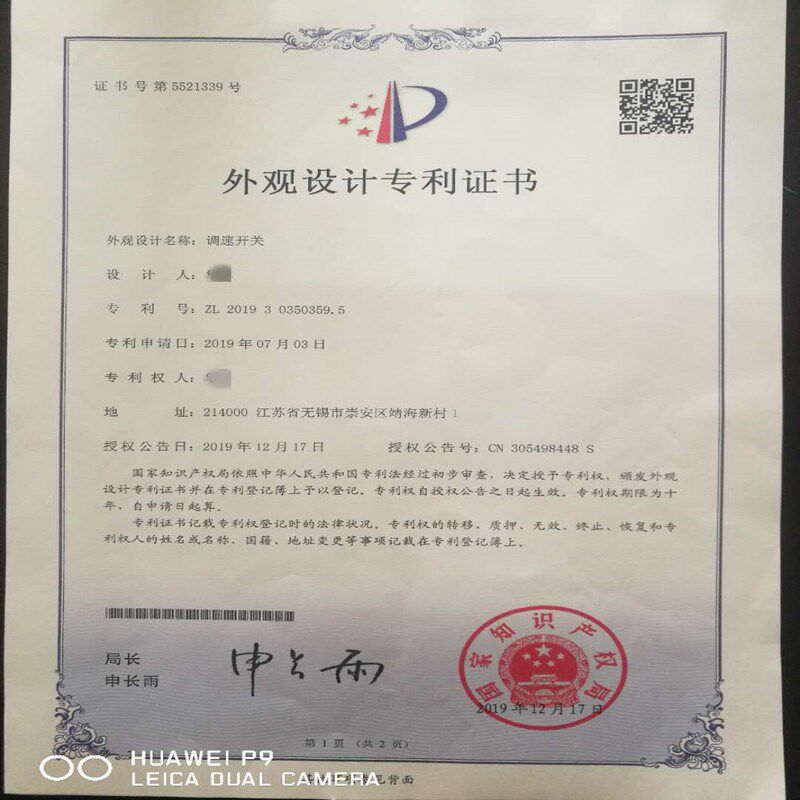 证书号第5521339号
外观设计专利证书
外观设计名称：调速开关
设计人：
专利号：ZL 2019 3 0350359.5
专利申请日：2019年07月03日
专利权人：
地址：214000 江苏省无锡市崇安区靖海新村1
授权公告日：2019年12月17日 授权公告号：CN 305498448 S
国家知识产权局依照中华人民共和国专利法经过初步审查，决定授予专利权，颁发外观
设计专利证书并在专利登记簿上予以登记。专利权自授权公告之日起生效。专利权期限为十
年，自申请日起算。
专利证书记载专利权登记时的法律状况。专利权的转移、质押、无效、终止、恢复和专
利权人的姓名或名称、国籍、地址变更等事项记载在专利登记簿上。
局长
申长雨
申长雨
国家知识产权局
2019年12月17日
第1页（共2页）
HUAWEI P9
LEICA DUAL CAMERA
见背面